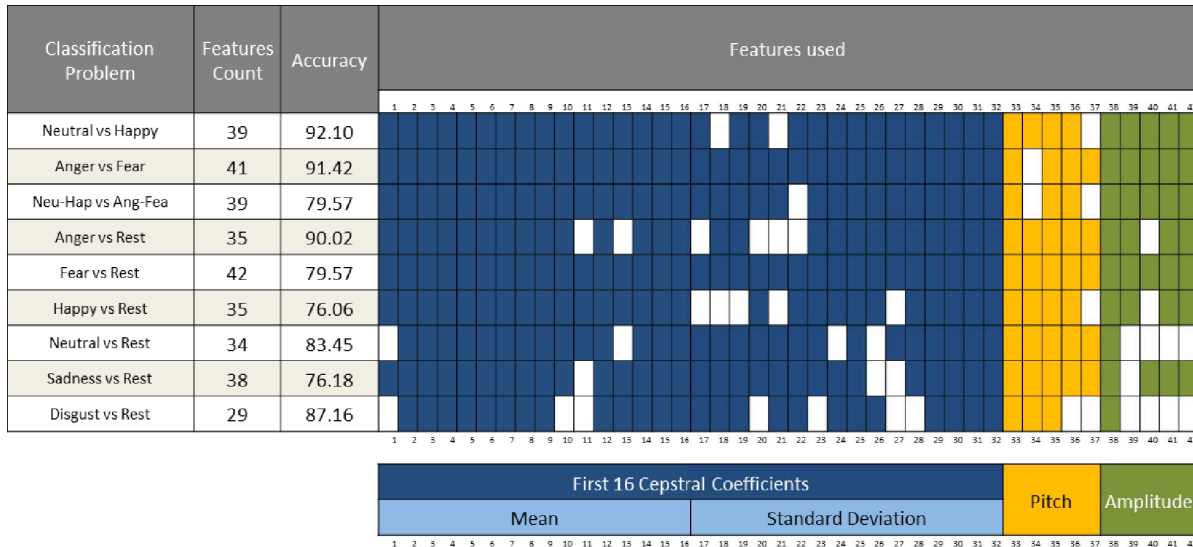 Classification Problem
Features Count
Accuracy
Features used
1 2 3 4 5 6 7 8 9 10 11 12 13 14 15 16 17 18 19 20 21 22 23 24 25 26 27 28 29 30 31 32 33 34 35 36 37 38 39 40 41
Neutral vs Happy 39 92.10
Anger vs Fear 41 91.42
Neu-Hap vs Ang-Fea 39 79.57
Anger vs Rest 35 90.02
Fear vs Rest 42 79.57
Happy vs Rest 35 76.06
Neutral vs Rest 34 83.45
Sadness vs Rest 38 76.18
Disgust vs Rest 29 87.16
1 2 3 4 5 6 7 8 9 10 11 12 13 14 15 16 17 18 19 20 21 22 23 24 25 26 27 28 29 30 31 32 33 34 35 36 37 38 39 40 41
First 16 Cepstral Coefficients
Pitch
Amplitude
Mean
Standard Deviation
1 2 3 4 5 6 7 8 9 10 11 12 13 14 15 16 17 18 19 20 21 22 23 24 25 26 27 28 29 30 31 32 33 34 35 36 37 38 39 40 41